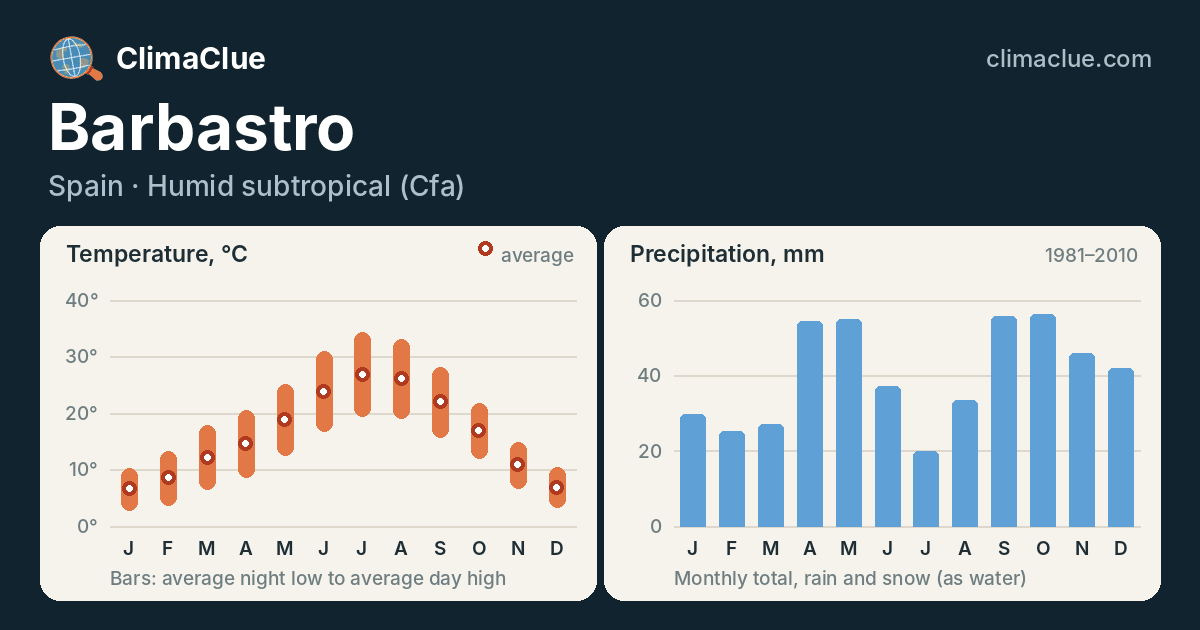 ClimaClue
climaclue.com
Barbastro
Spain · Humid subtropical (Cfa)
Temperature, °C
average
40°
30°
20°
10°
0°
J F M A M J J A S O N D
Bars: average night low to average day high
Precipitation, mm
1981–2010
60
40
20
0
J F M A M J J A S O N D
Monthly total, rain and snow (as water)